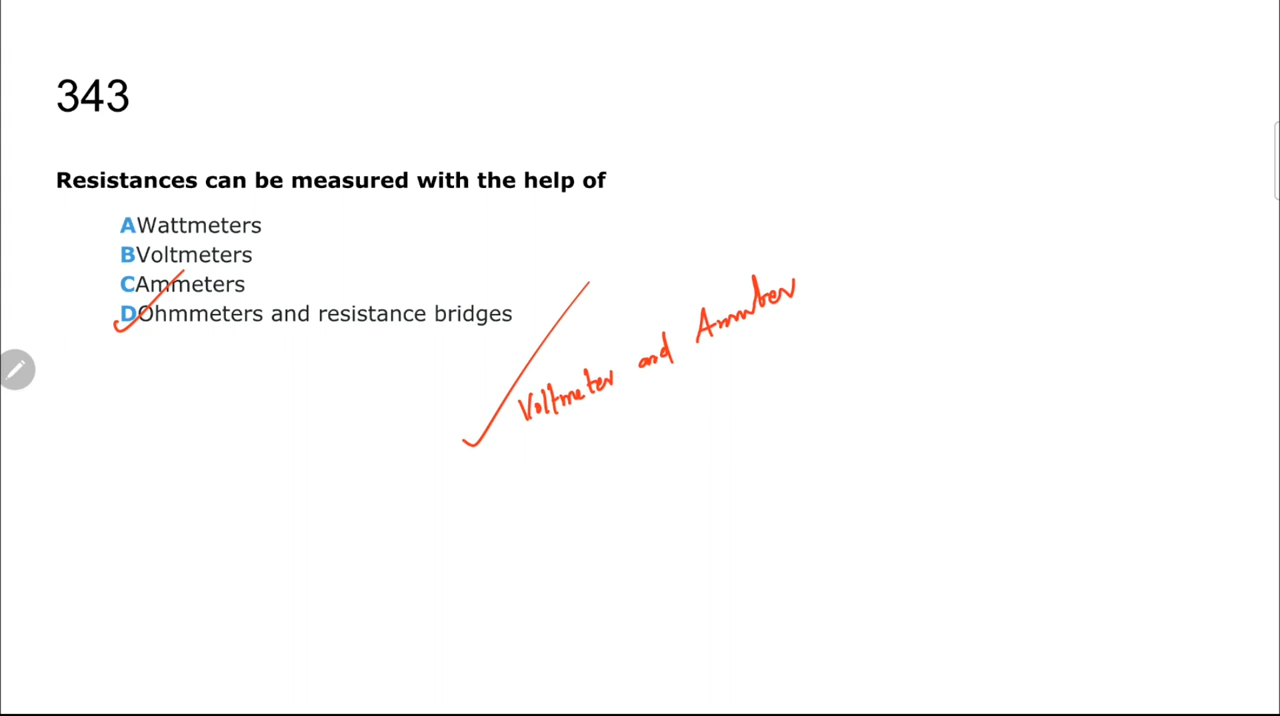 343
Resistances can be measured with the help of
AWattmeters
BVoltmeters
CAmmeters
DOhmmeters and resistance bridges
Voltmeter and Ammeter